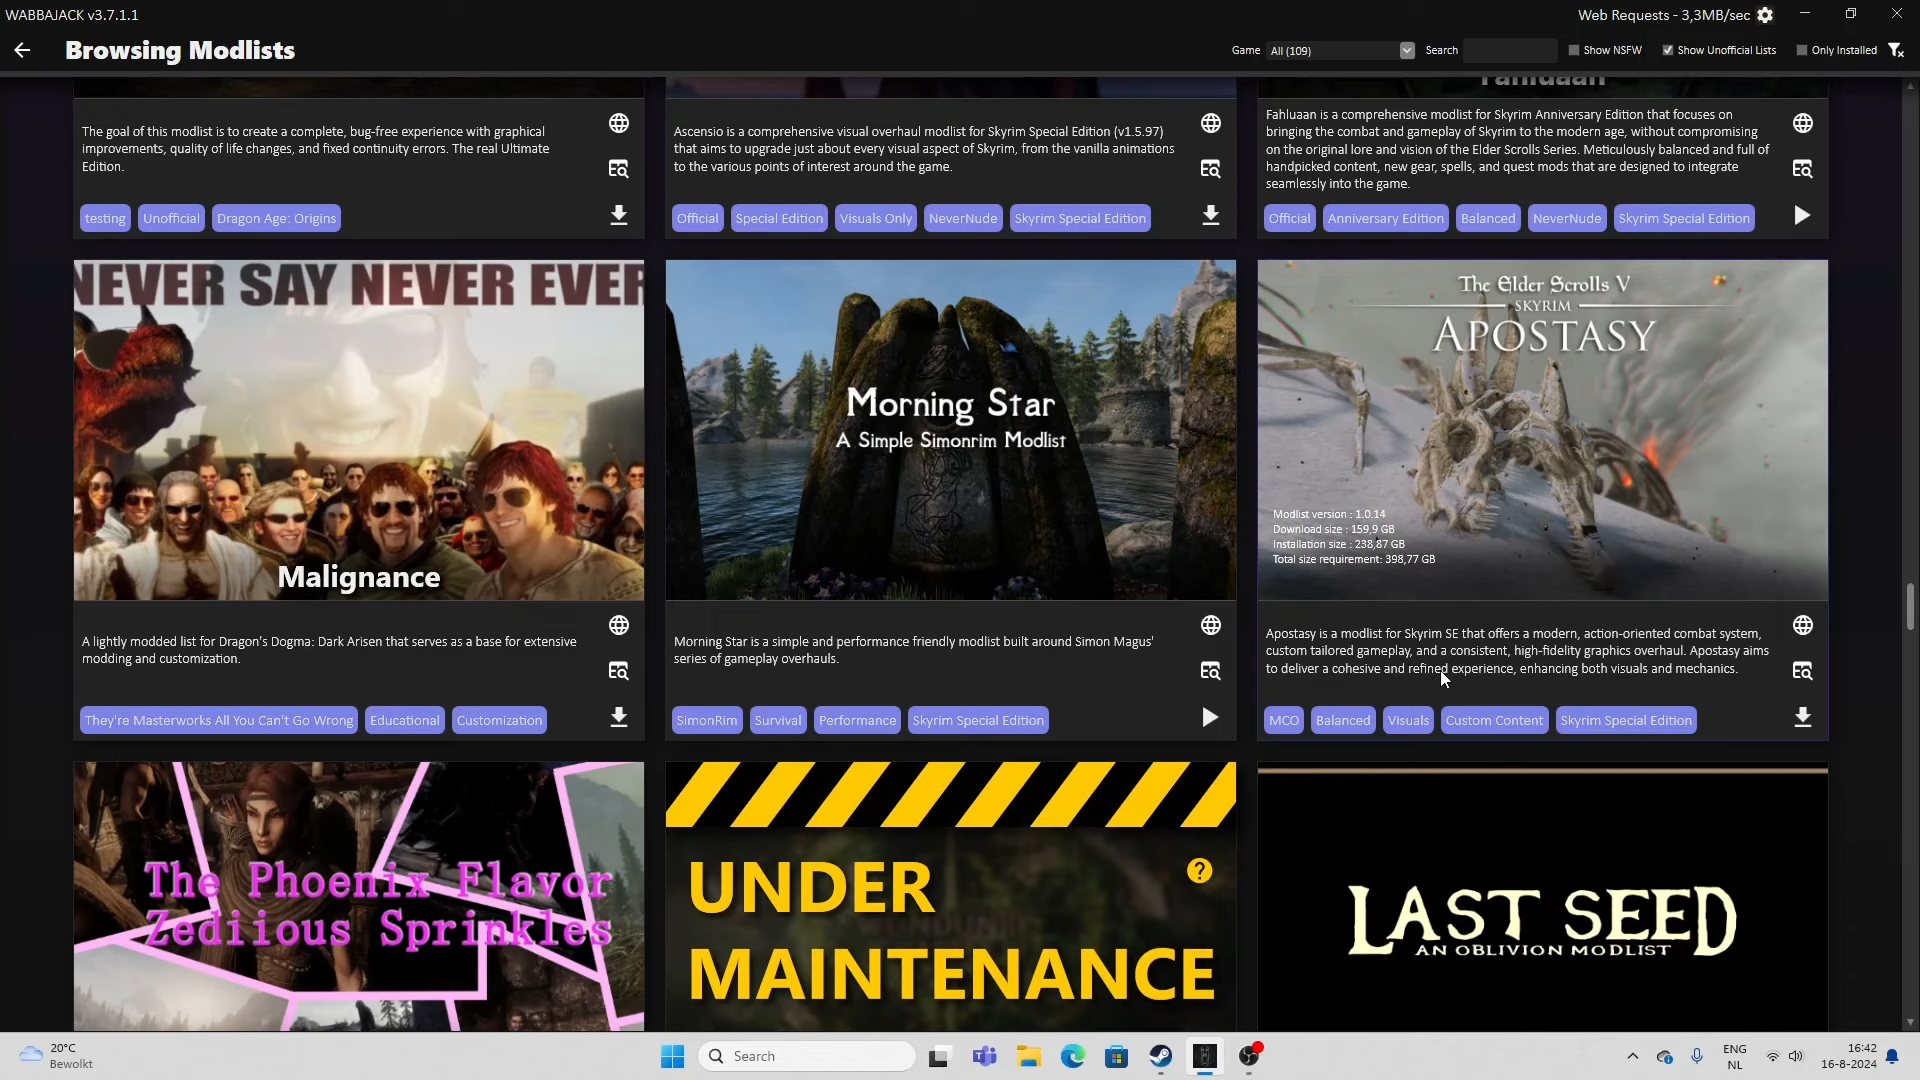 WABBAJACK v3.7.1.1
Web Requests - 3,3MB/sec
Browsing Modlists
Game
All (109)
Search
Show NSFW
Show Unofficial Lists
Only Installed
The goal of this modlist is to create a complete, bug-free experience with graphical
improvements, quality of life changes, and fixed continuity errors. The real Ultimate
Edition.
testing
Unofficial
Dragon Age: Origins
Ascensio is a comprehensive visual overhaul modlist for Skyrim Special Edition (v1.5.97)
that aims to upgrade just about every visual aspect of Skyrim, from the vanilla animations
to the various points of interest around the game.
Official
Special Edition
Visuals Only
NeverNude
Skyrim Special Edition
Fahluaan
Fahluaan is a comprehensive modlist for Skyrim Anniversary Edition that focuses on
bringing the combat and gameplay of Skyrim to the modern age, without compromising
on the original lore and vision of the Elder Scrolls Series. Meticulously balanced and full of
handpicked content, new gear, spells, and quest mods that are designed to integrate
seamlessly into the game.
Official
Anniversary Edition
Balanced
NeverNude
Skyrim Special Edition
NEVER SAY NEVER EVER
Malignance
A lightly modded list for Dragon's Dogma: Dark Arisen that serves as a base for extensive
modding and customization.
They're Masterworks All You Can't Go Wrong
Educational
Customization
Morning Star
A Simple Simonrim Modlist
Morning Star is a simple and performance friendly modlist built around Simon Magus'
series of gameplay overhauls.
SimonRim
Survival
Performance
Skyrim Special Edition
The Elder Scrolls V
SKYRIM
APOSTASY
Modlist version : 1.0.14
Download size : 159,9 GB
Installation size : 238,87 GB
Total size requirement: 398,77 GB
Apostasy is a modlist for Skyrim SE that offers a modern, action-oriented combat system,
custom tailored gameplay, and a consistent, high-fidelity graphics overhaul. Apostasy aims
to deliver a cohesive and refined experience, enhancing both visuals and mechanics.
MCO
Balanced
Visuals
Custom Content
Skyrim Special Edition
The Phoenix Flavor
Zediious Sprinkles
UNDER
MAINTENANCE
?
LAST SEED
AN OBLIVION MODLIST
20°C
Bewolkt
Search
ENG
NL
16:42
16-8-2024